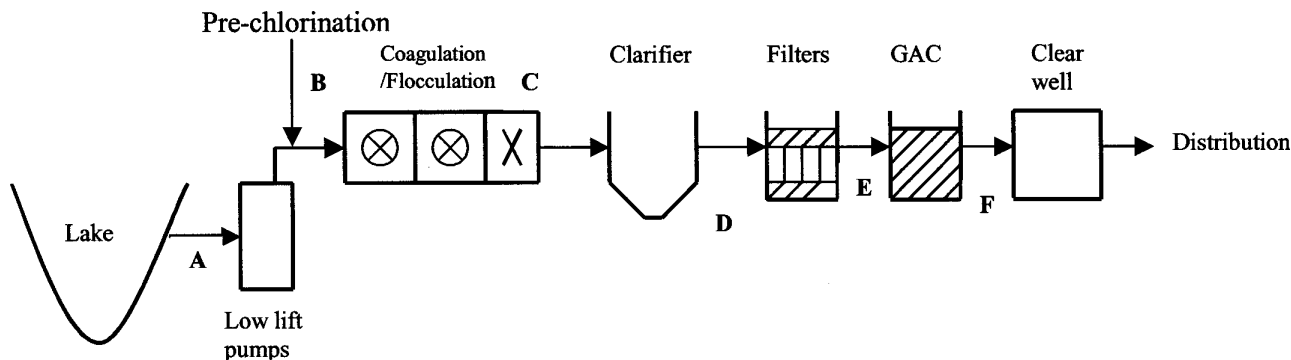 Pre-chlorination
B
Coagulation
/Flocculation
C
Clarifier
Filters
GAC
Clear
well
Distribution
Lake
A
Low lift
pumps
D
E
F